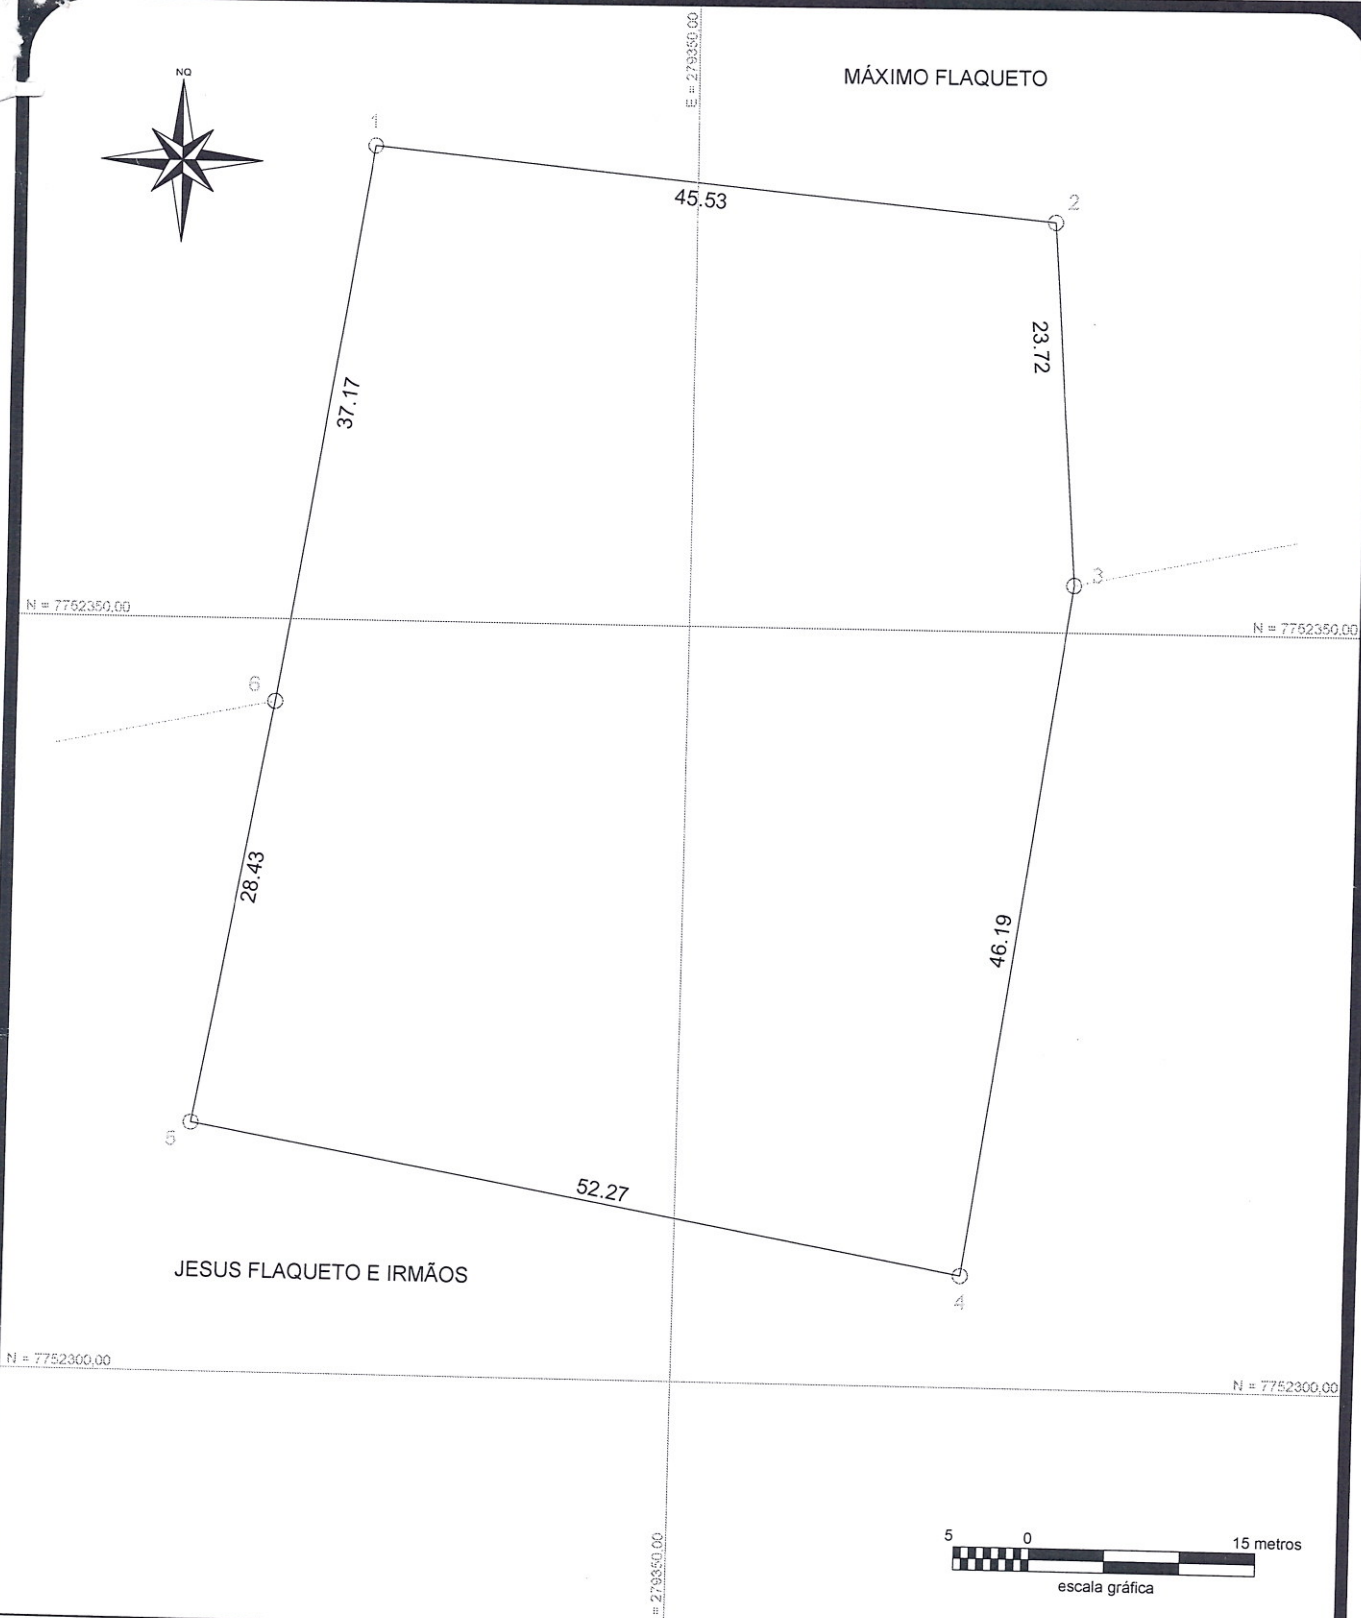 E = 279350,00
MÁXIMO FLAQUETO
NQ
1
45.53
2
23.72
37.17
3
N = 7752350,00
N = 7752350,00
6
28.43
46.19
5
52.27
JESUS FLAQUETO E IRMÃOS
4
N = 7752300,00
N = 7752300,00
= 279350,00
5 0 15 metros
escala gráfica